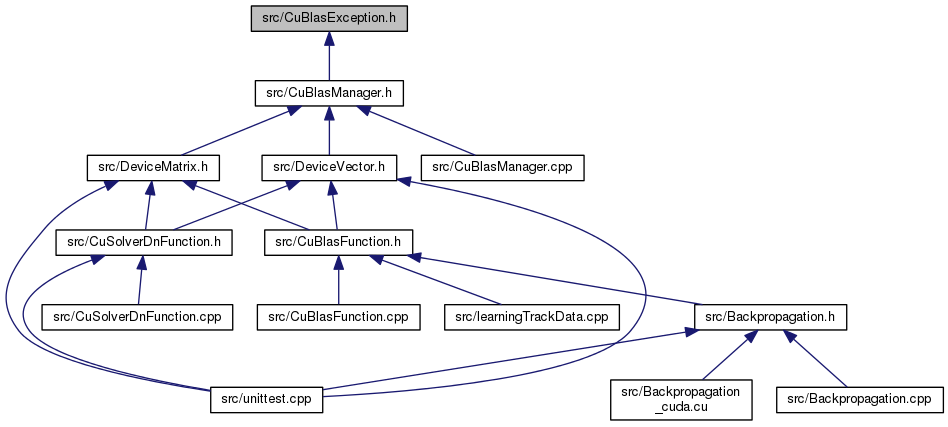 src/CuBlasException.h
src/CuBlasManager.h
src/DeviceMatrix.h
src/DeviceVector.h
src/CuBlasManager.cpp
src/CuSolverDnFunction.h
src/CuBlasFunction.h
src/CuSolverDnFunction.cpp
src/CuBlasFunction.cpp
src/learningTrackData.cpp
src/Backpropagation.h
src/unittest.cpp
src/Backpropagation
_cuda.cu
src/Backpropagation.cpp